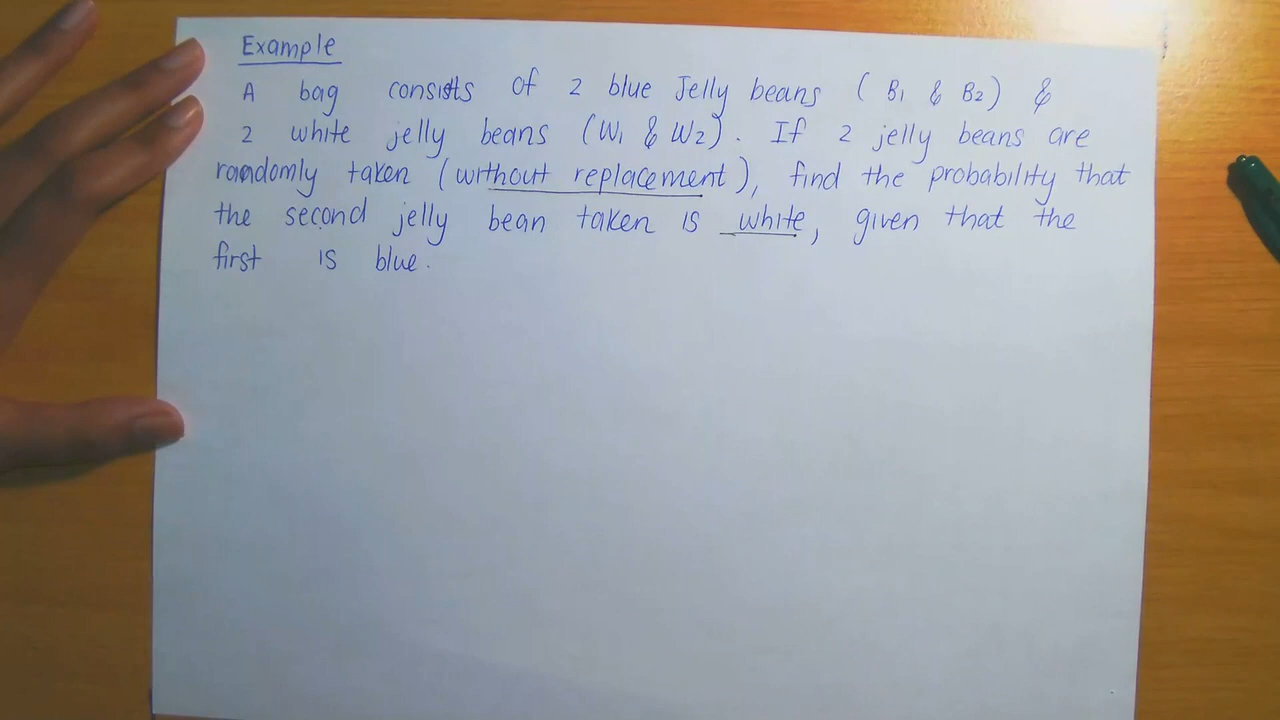 Example
A bag consists of 2 blue Jelly beans ( B1 & B2) &
2 white jelly beans (W1 & W2). If 2 jelly beans are
randomly taken (without replacement), find the probability that
the second jelly bean taken is white, given that the
first is blue.